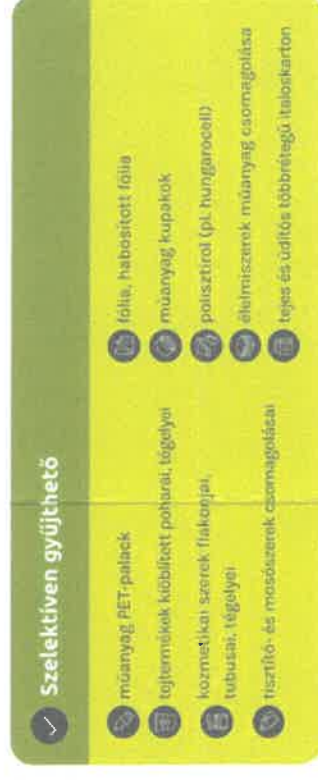 Szelektíven gyűjthető
műanyag PET-palack
tejtermékek kiöblített poharai, tégelyei
kozmetikai szerek flakonjai,
tubusai, tégelyei
tisztító- és mosószerek csomagolásai
fólia, habosított fólia
műanyag kupakok
polisztirol (pl. hungarocell)
élelmiszerek műanyag csomagolása
tejes és üdítős többrétegű italoskarton